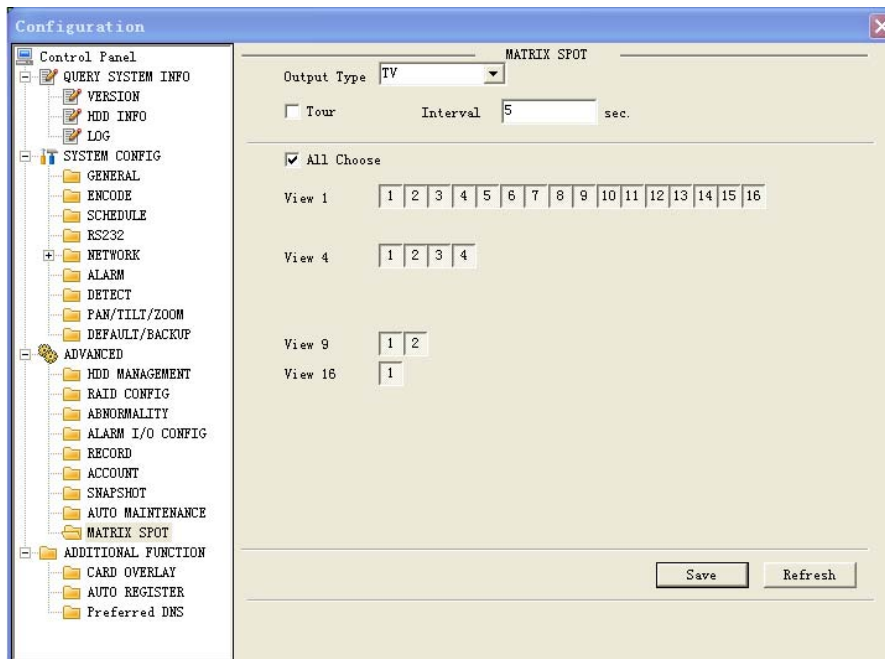 Configuration
Control Panel
QUERY SYSTEM INFO
VERSION
HDD INFO
LOG
SYSTEM CONFIG
GENERAL
ENCODE
SCHEDULE
RS232
NETWORK
ALARM
DETECT
PAN/TILT/ZOOM
DEFAULT/BACKUP
ADVANCED
HDD MANAGEMENT
RAID CONFIG
ABNORMALITY
ALARM I/O CONFIG
RECORD
ACCOUNT
SNAPSHOT
AUTO MAINTENANCE
MATRIX SPOT
ADDITIONAL FUNCTION
CARD OVERLAY
AUTO REGISTER
Preferred DNS
MATRIX SPOT
Output Type TV
Tour Interval 5 sec.
All Choose
View 1 1 2 3 4 5 6 7 8 9 10 11 12 13 14 15 16
View 4 1 2 3 4
View 9 1 2
View 16 1
Save Refresh